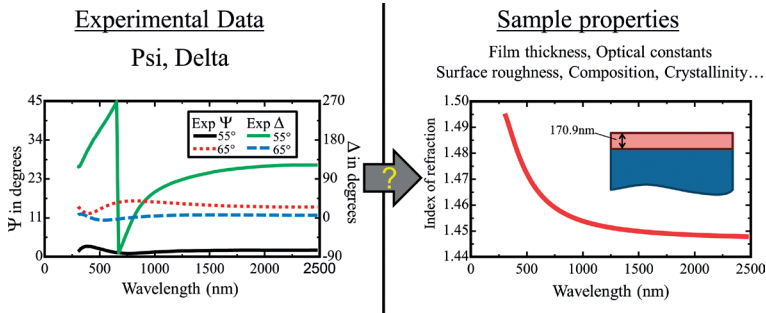 Experimental Data
Psi, Delta
45
34
23
11
0
Ψ in degrees
270
180
90
0
-90
Δ in degrees
Exp Ψ Exp Δ
55° 55°
65° 65°
0 500 1000 1500 2000 2500
Wavelength (nm)
?
Sample properties
Film thickness, Optical constants
Surface roughness, Composition, Crystallinity…
1.50
1.49
1.48
1.47
1.45
1.44
Index of refraction
170.9nm
0 500 1000 1500 2000 2500
Wavelength (nm)